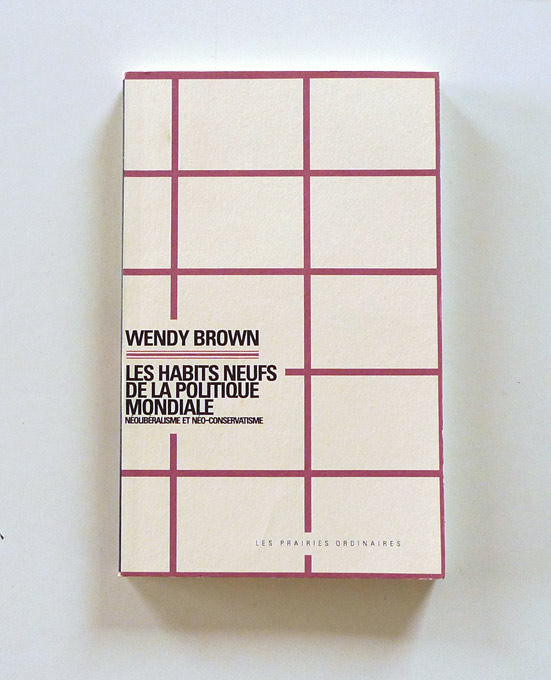 WENDY BROWN
LES HABITS NEUFS
DE LA POLITIQUE
MONDIALE
NÉOLIBÉRALISME ET NÉO-CONSERVATISME
LES PRAIRIES ORDINAIRES